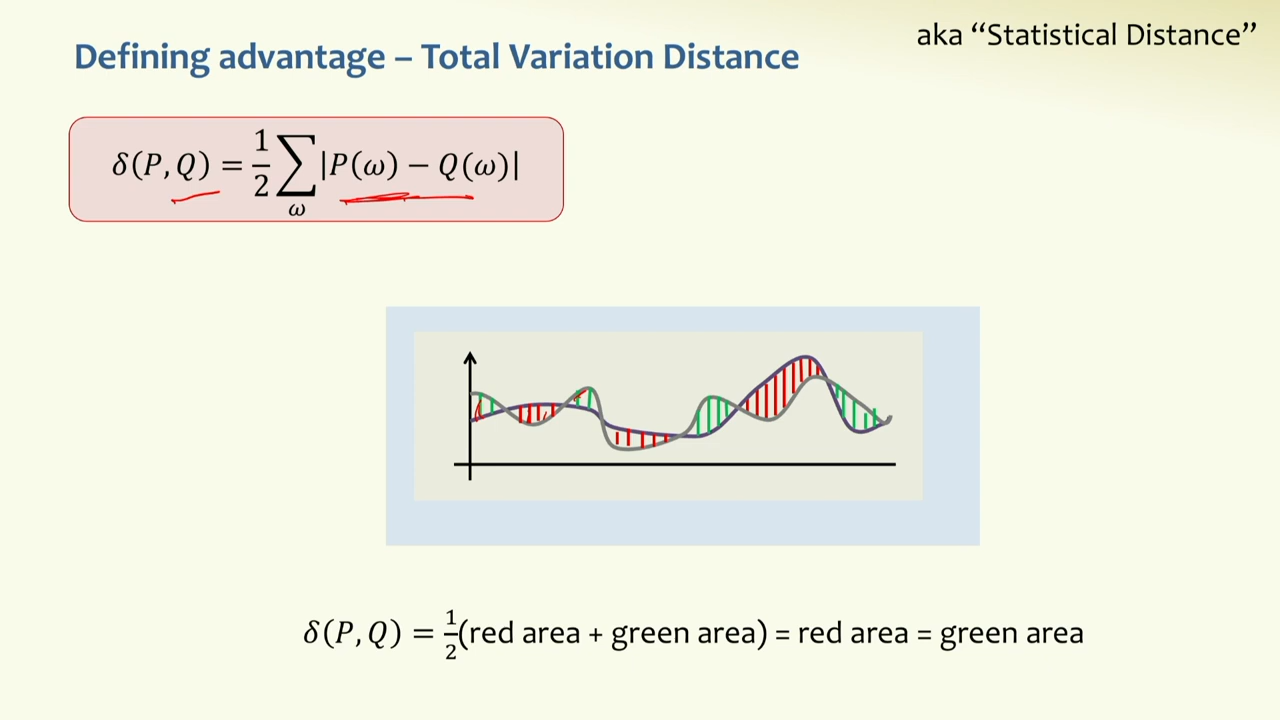 aka “Statistical Distance”
Defining advantage – Total Variation Distance
δ(P, Q) = 1/2 ∑_ω |P(ω) − Q(ω)|
δ(P, Q) = 1/2 (red area + green area) = red area = green area